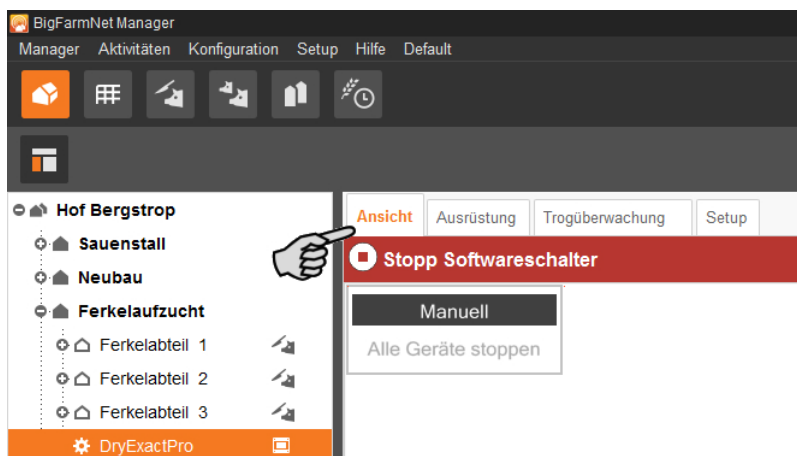 BigFarmNet Manager
Manager Aktivitäten Konfiguration Setup Hilfe Default
Hof Bergstrop
Sauenstall
Neubau
Ferkelaufzucht
Ferkelabteil 1
Ferkelabteil 2
Ferkelabteil 3
DryExactPro
Ansicht Ausrüstung Trogüberwachung Setup
Stopp Softwareschalter
Manuell
Alle Geräte stoppen